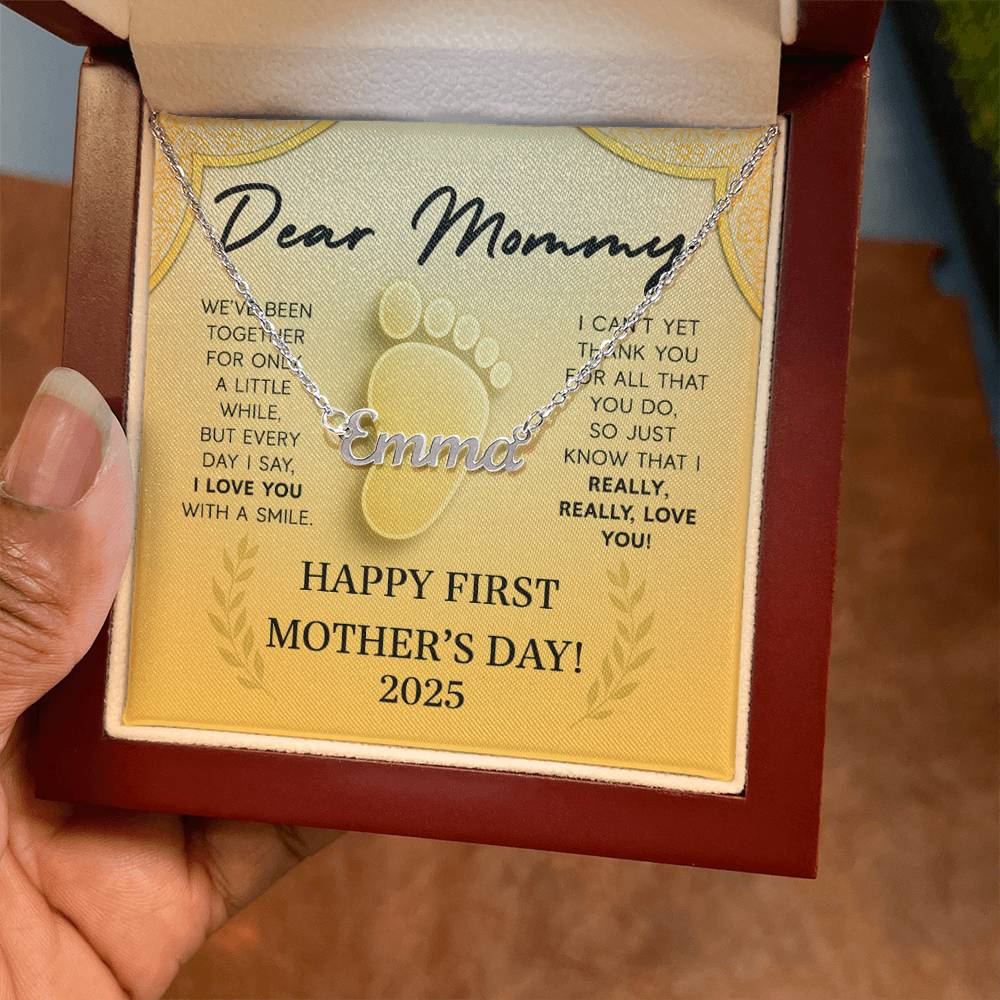 Dear Mommy
WE'VE BEEN
TOGETHER
FOR ONLY
A LITTLE
WHILE,
BUT EVERY
DAY I SAY,
I LOVE YOU
WITH A SMILE.
I CAN'T YET
THANK YOU
FOR ALL THAT
YOU DO,
SO JUST
KNOW THAT I
REALLY,
REALLY, LOVE
YOU!
Emma
HAPPY FIRST
MOTHER'S DAY!
2025